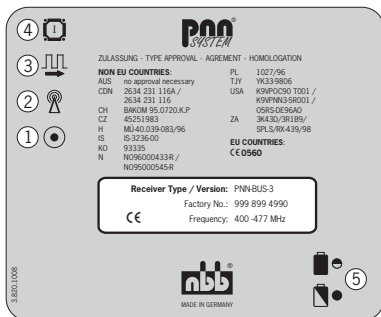 4 I
pnn®
SYSTEM
3
ZULASSUNG - TYPE APPROVAL - AGREMENT - HOMOLOGATION
NON EU COUNTRIES:
AUS no approval necessary
CDN 2634 231 116A /
2634 231 116
CH BAKOM 95.0720.K.P
CZ 45251983
H MÜ-40.039-083/96
IS IS-3236-00
KO 93335
N NO96000433-R /
NO95000545-R
PL 1027/96
TJY YK33-9806
USA K9VPOC90 T001 /
K9VPNN3-5R001 /
O5RS-DE96A0
ZA 3K43D/3R1B9/
SPLS/RX-439/98
EU COUNTRIES:
CE 0560
2
1
Receiver Type / Version: PNN-BUS-3
Factory No.: 999 899 4990
CE Frequency: 400 -477 MHz
3.820.1008
nbb®
MADE IN GERMANY
5